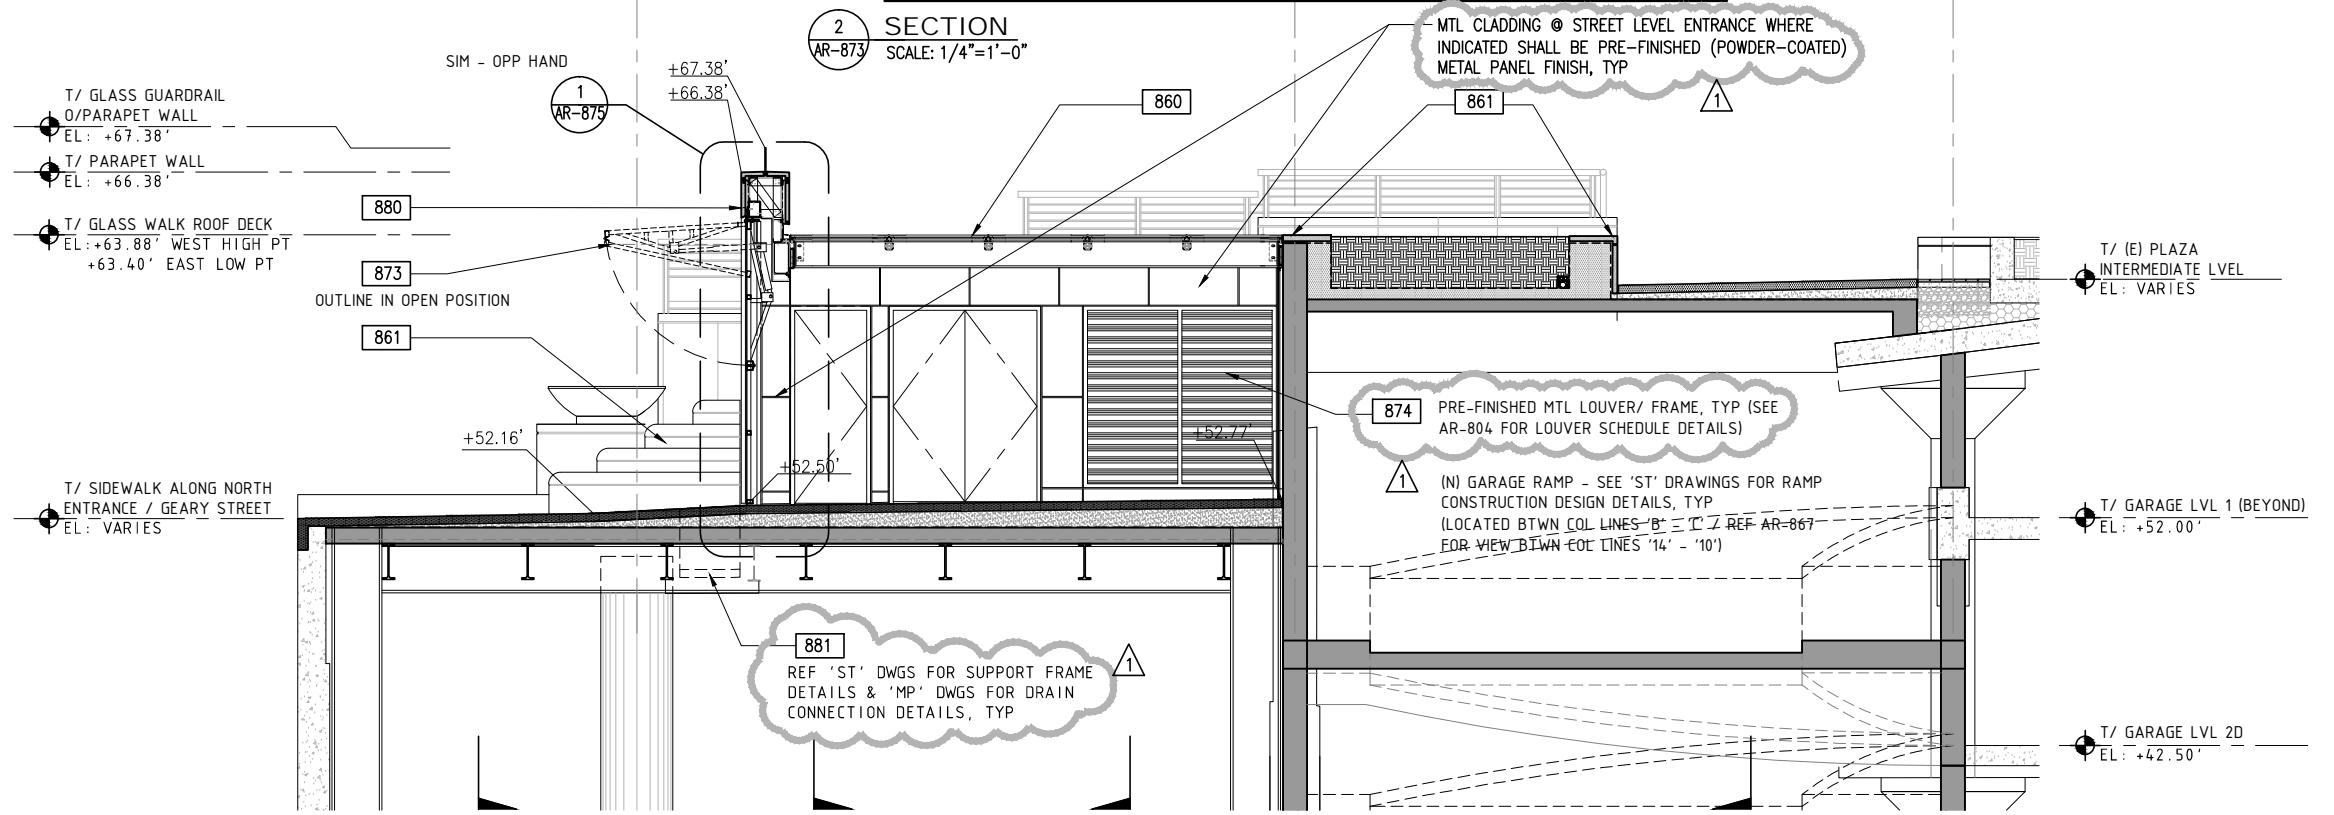 2
AR-873
SECTION
SCALE: 1/4"=1'-0"
MTL CLADDING @ STREET LEVEL ENTRANCE WHERE
INDICATED SHALL BE PRE-FINISHED (POWDER-COATED)
METAL PANEL FINISH, TYP
1
SIM - OPP HAND
1
AR-875
+67.38'
+66.38'
860
861
T/ GLASS GUARDRAIL
O/PARAPET WALL
EL: +67.38'
T/ PARAPET WALL
EL: +66.38'
880
T/ GLASS WALK ROOF DECK
EL:+63.88' WEST HIGH PT
+63.40' EAST LOW PT
873
OUTLINE IN OPEN POSITION
861
T/ (E) PLAZA
INTERMEDIATE LVEL
EL: VARIES
874
PRE-FINISHED MTL LOUVER/ FRAME, TYP (SEE
AR-804 FOR LOUVER SCHEDULE DETAILS)
1
+52.16'
+52.50'
+52.77'
(N) GARAGE RAMP - SEE 'ST' DRAWINGS FOR RAMP
CONSTRUCTION DESIGN DETAILS, TYP
(LOCATED BTWN COL LINES 'B' - 'C' / REF AR-867
FOR VIEW BTWN COL LINES '14' - '10')
T/ SIDEWALK ALONG NORTH
ENTRANCE / GEARY STREET
EL: VARIES
T/ GARAGE LVL 1 (BEYOND)
EL: +52.00'
881
REF 'ST' DWGS FOR SUPPORT FRAME
DETAILS & 'MP' DWGS FOR DRAIN
CONNECTION DETAILS, TYP
1
T/ GARAGE LVL 2D
EL: +42.50'